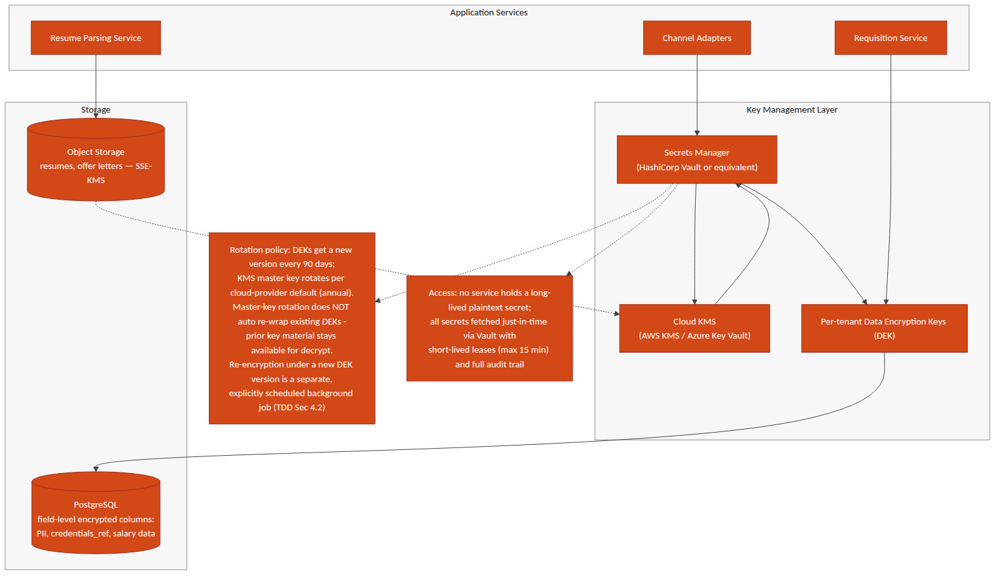 Application Services
Resume Parsing Service
Channel Adapters
Requisition Service
Storage
Object Storage
resumes, offer letters — SSE-
KMS
Key Management Layer
Secrets Manager
(HashiCorp Vault or equivalent)
Rotation policy: DEKs get a new
version every 90 days;
KMS master key rotates per
cloud-provider default (annual).
Master-key rotation does NOT
auto re-wrap existing DEKs -
prior key material stays
available for decrypt.
Re-encryption under a new DEK
version is a separate,
explicitly scheduled background
job (TDD Sec 4.2)
Access: no service holds a long-
lived plaintext secret;
all secrets fetched just-in-time
via Vault with
short-lived leases (max 15 min)
and full audit trail
Cloud KMS
(AWS KMS / Azure Key Vault)
Per-tenant Data Encryption Keys
(DEK)
PostgreSQL
field-level encrypted columns:
PII, credentials_ref, salary data